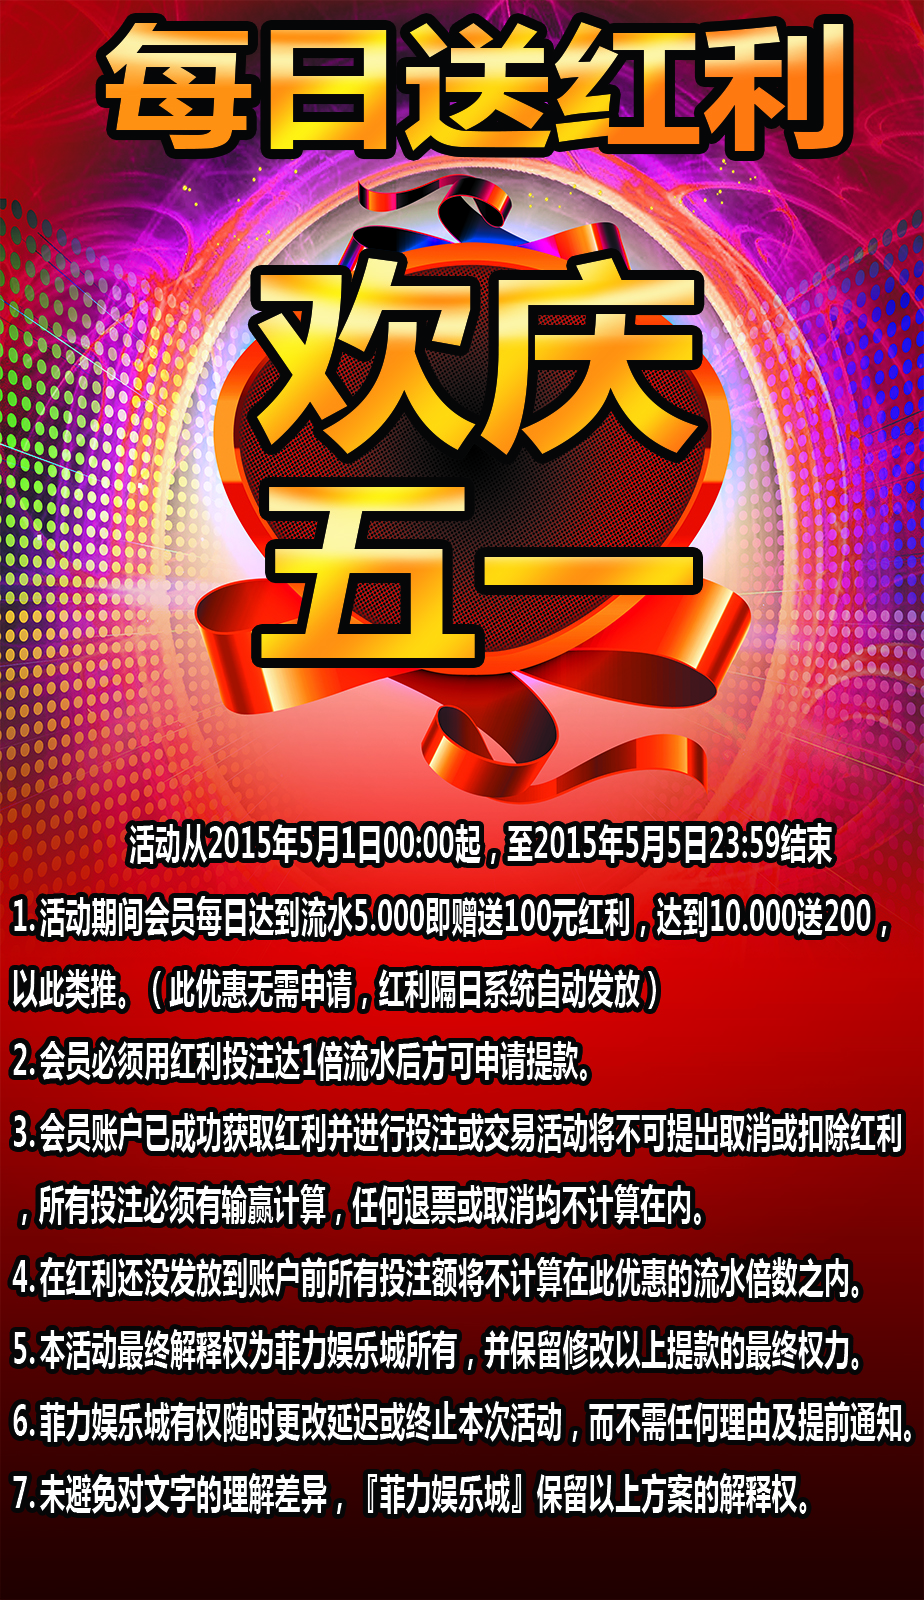 每日送红利
欢庆
五一
活动从2015年5月1日00:00起，至2015年5月5日23:59结束
1.活动期间会员每日达到流水5.000即赠送100元红利，达到10.000送200，
以此类推。（此优惠无需申请，红利隔日系统自动发放）
2.会员必须用红利投注达1倍流水后方可申请提款。
3.会员账户已成功获取红利并进行投注或交易活动将不可提出取消或扣除红利
，所有投注必须有输赢计算，任何退票或取消均不计算在内。
4.在红利还没发放到账户前所有投注额将不计算在此优惠的流水倍数之内。
5.本活动最终解释权为菲力娱乐城所有，并保留修改以上提款的最终权力。
6.菲力娱乐城有权随时更改延迟或终止本次活动，而不需任何理由及提前通知。
7.未避免对文字的理解差异，『菲力娱乐城』保留以上方案的解释权。